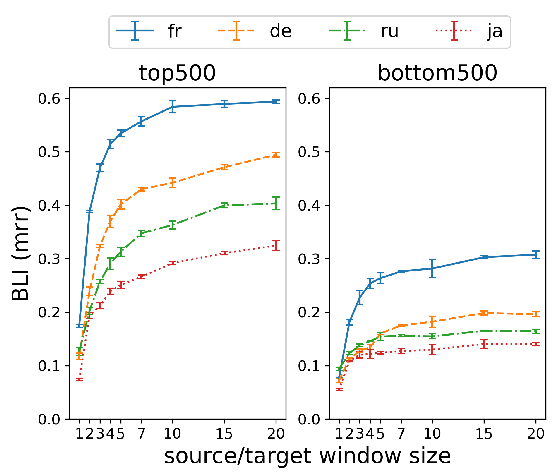 fr de ru ja
top500 bottom500
0.6 0.6
0.5 0.5
0.4 0.4
0.3 0.3
0.2 0.2
0.1 0.1
0.0 0.0
BLI (mrr)
1 2 3 4 5 7 10 15 20 1 2 3 4 5 7 10 15 20
source/target window size